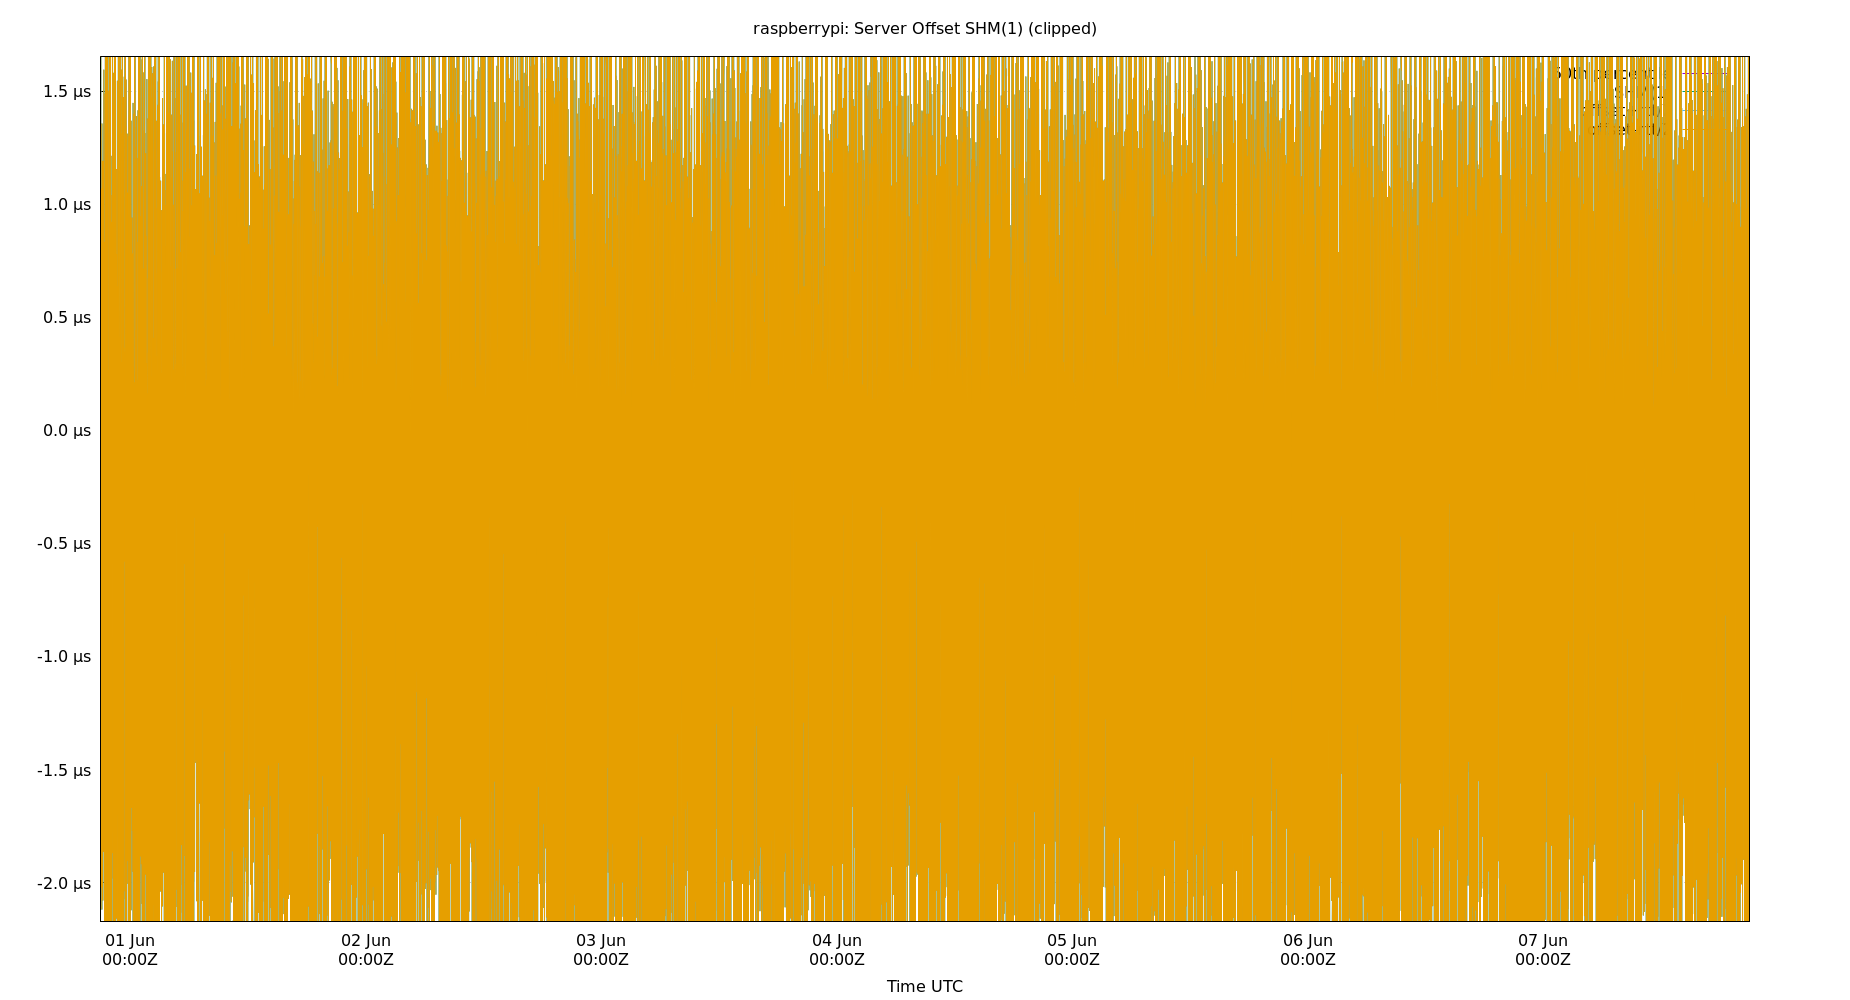 raspberrypi: Server Offset SHM(1) (clipped)
1.5 µs
1.0 µs
0.5 µs
0.0 µs
-0.5 µs
-1.0 µs
-1.5 µs
-2.0 µs
01 Jun 02 Jun 03 Jun 04 Jun 05 Jun 06 Jun 07 Jun
00:00Z 00:00Z 00:00Z 00:00Z 00:00Z 00:00Z 00:00Z
Time UTC